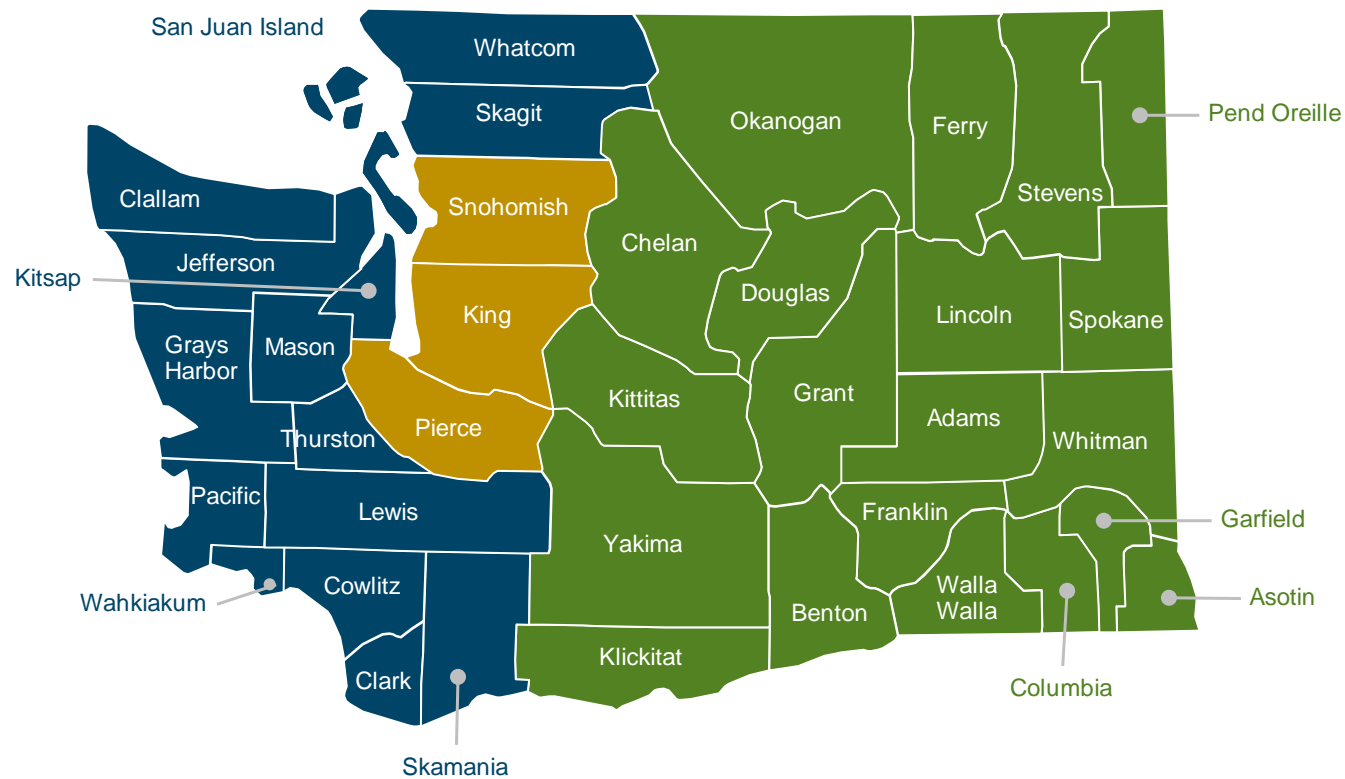 San Juan Island
Whatcom
Skagit
Okanogan
Ferry
Pend Oreille
Stevens
Clallam
Snohomish
Chelan
Jefferson
Kitsap
Douglas
King
Lincoln
Spokane
Grays
Harbor
Mason
Kittitas
Grant
Adams
Pierce
Thurston
Whitman
Pacific
Lewis
Franklin
Garfield
Yakima
Cowlitz
Wahkiakum
Walla
Walla
Asotin
Benton
Klickitat
Clark
Columbia
Skamania